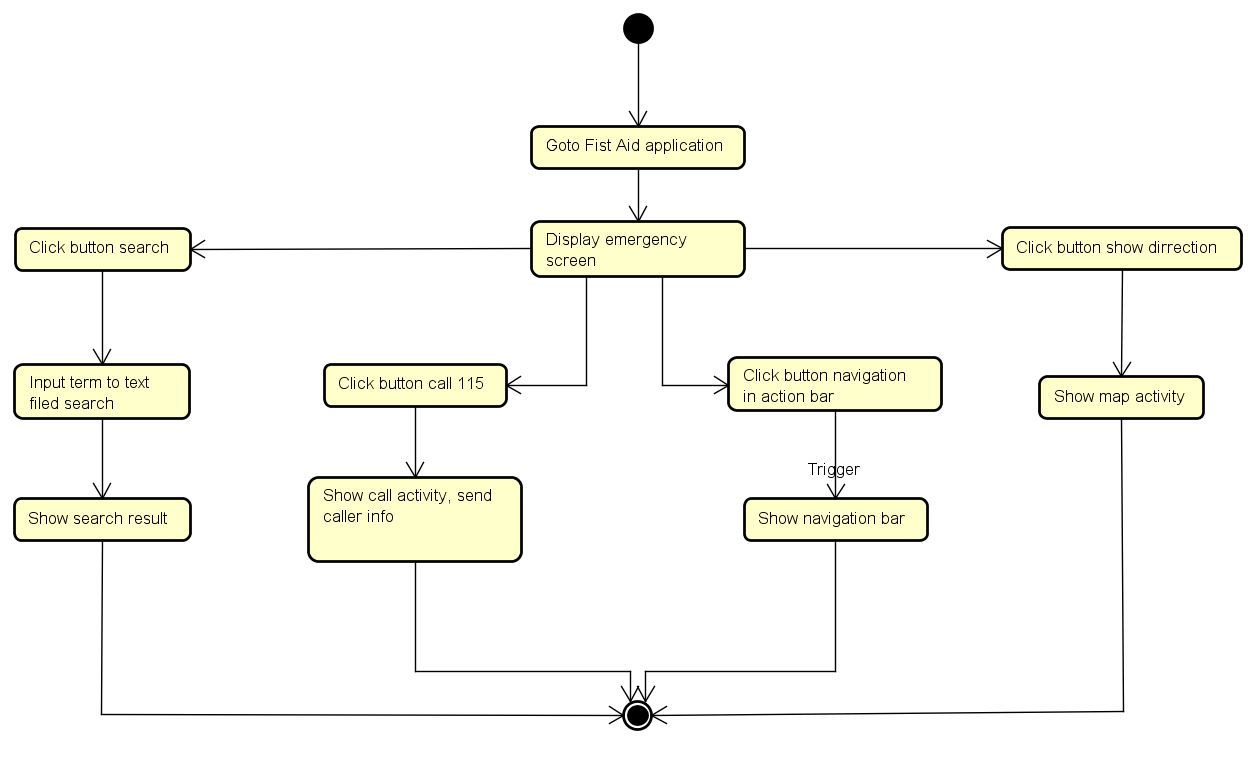 Goto Fist Aid application
Display emergency
screen
Click button search
Click button show dirrection
Input term to text
filed search
Click button call 115
Click button navigation
in action bar
Show map activity
Trigger
Show search result
Show call activity, send
caller info
Show navigation bar